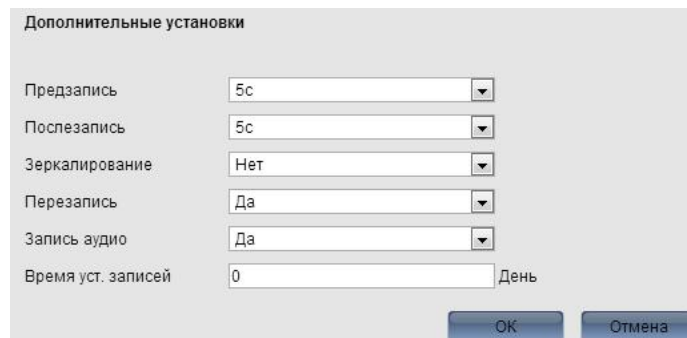 Дополнительные установки
Предзапись 5с
Послезапись 5с
Зеркалирование Нет
Перезапись Да
Запись аудио Да
Время уст. записей 0 День
OK Отмена